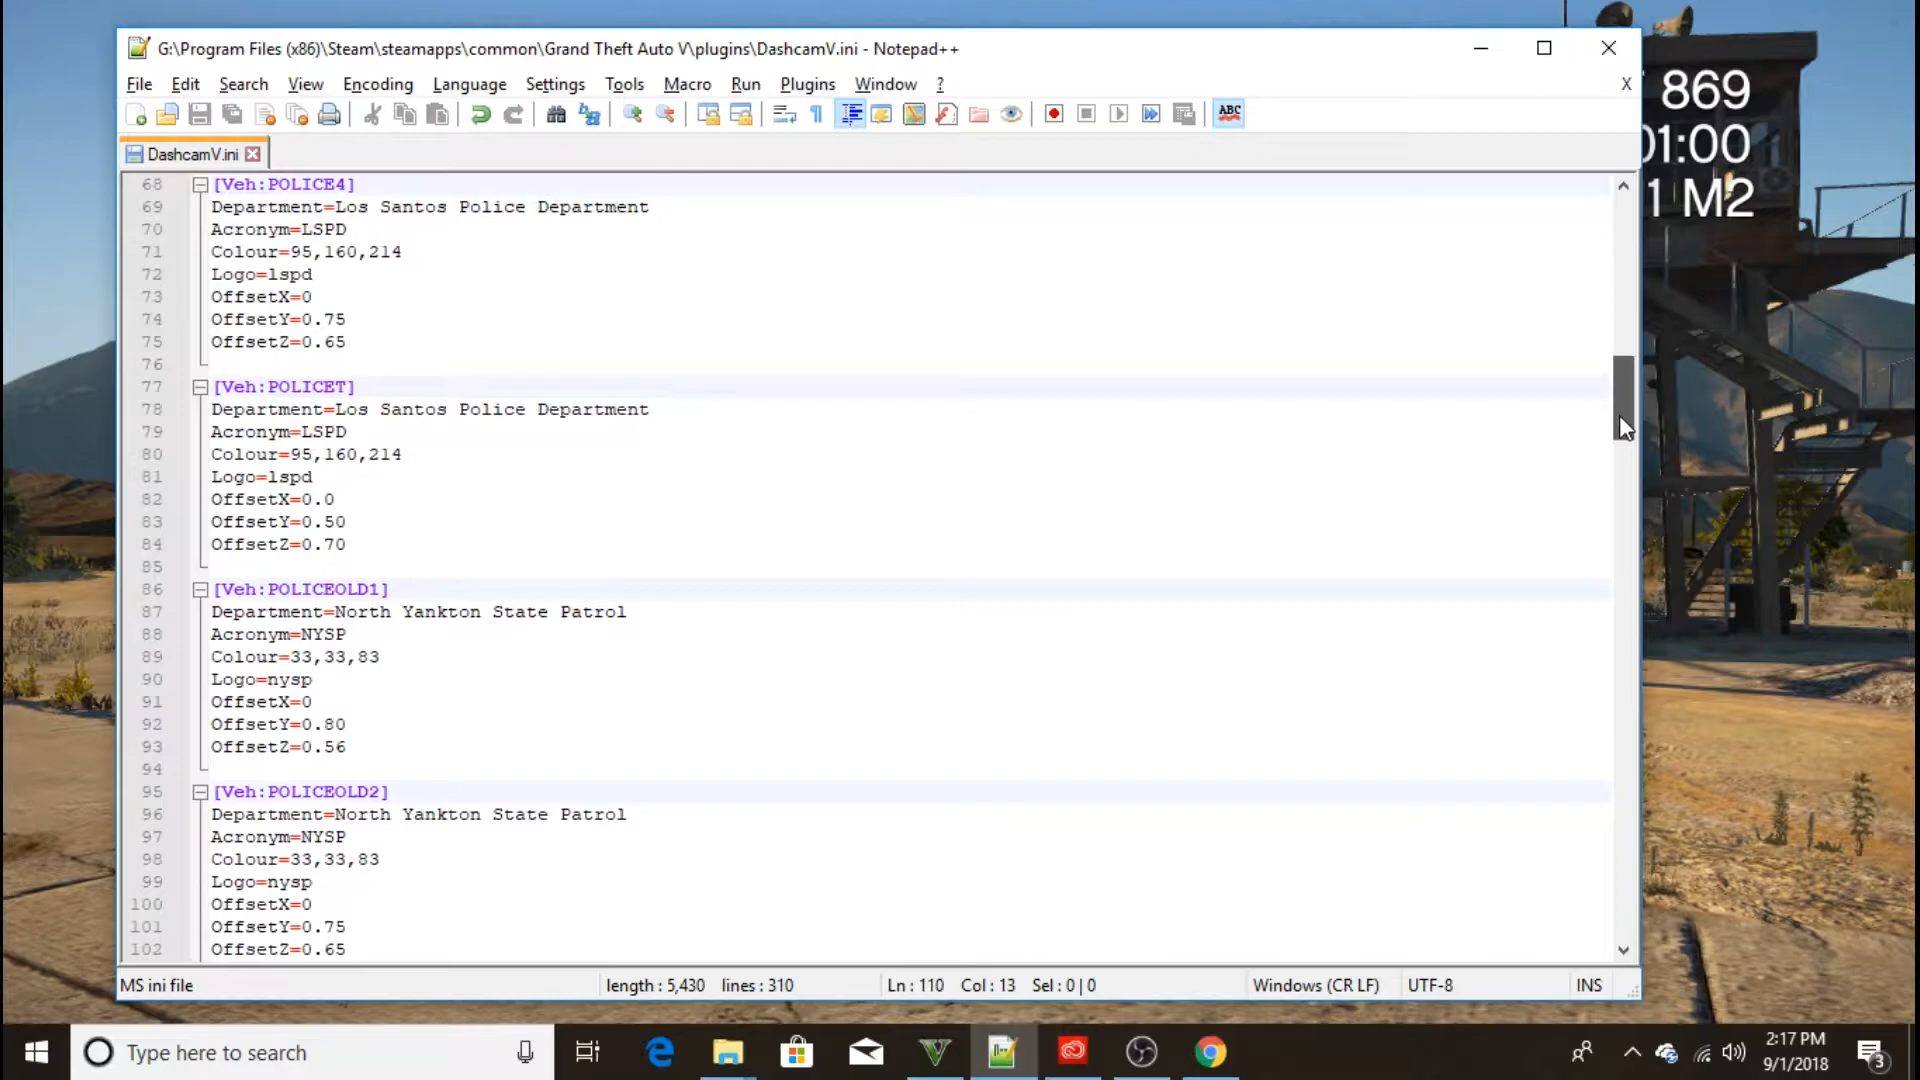 G:\Program Files (x86)\Steam\steamapps\common\Grand Theft Auto V\plugins\DashcamV.ini - Notepad++
File Edit Search View Encoding Language Settings Tools Macro Run Plugins Window ?
X
ABC
DashcamV.ini
68 [Veh:POLICE4]
69 Department=Los Santos Police Department
70 Acronym=LSPD
71 Colour=95,160,214
72 Logo=lspd
73 OffsetX=0
74 OffsetY=0.75
75 OffsetZ=0.65
76
77 [Veh:POLICET]
78 Department=Los Santos Police Department
79 Acronym=LSPD
80 Colour=95,160,214
81 Logo=lspd
82 OffsetX=0.0
83 OffsetY=0.50
84 OffsetZ=0.70
85
86 [Veh:POLICEOLD1]
87 Department=North Yankton State Patrol
88 Acronym=NYSP
89 Colour=33,33,83
90 Logo=nysp
91 OffsetX=0
92 OffsetY=0.80
93 OffsetZ=0.56
94
95 [Veh:POLICEOLD2]
96 Department=North Yankton State Patrol
97 Acronym=NYSP
98 Colour=33,33,83
99 Logo=nysp
100 OffsetX=0
101 OffsetY=0.75
102 OffsetZ=0.65
MS ini file length : 5,430 lines : 310 Ln : 110 Col : 13 Sel : 0 | 0 Windows (CR LF) UTF-8 INS
869
01:00
1 M2
Type here to search
2:17 PM
9/1/2018
3